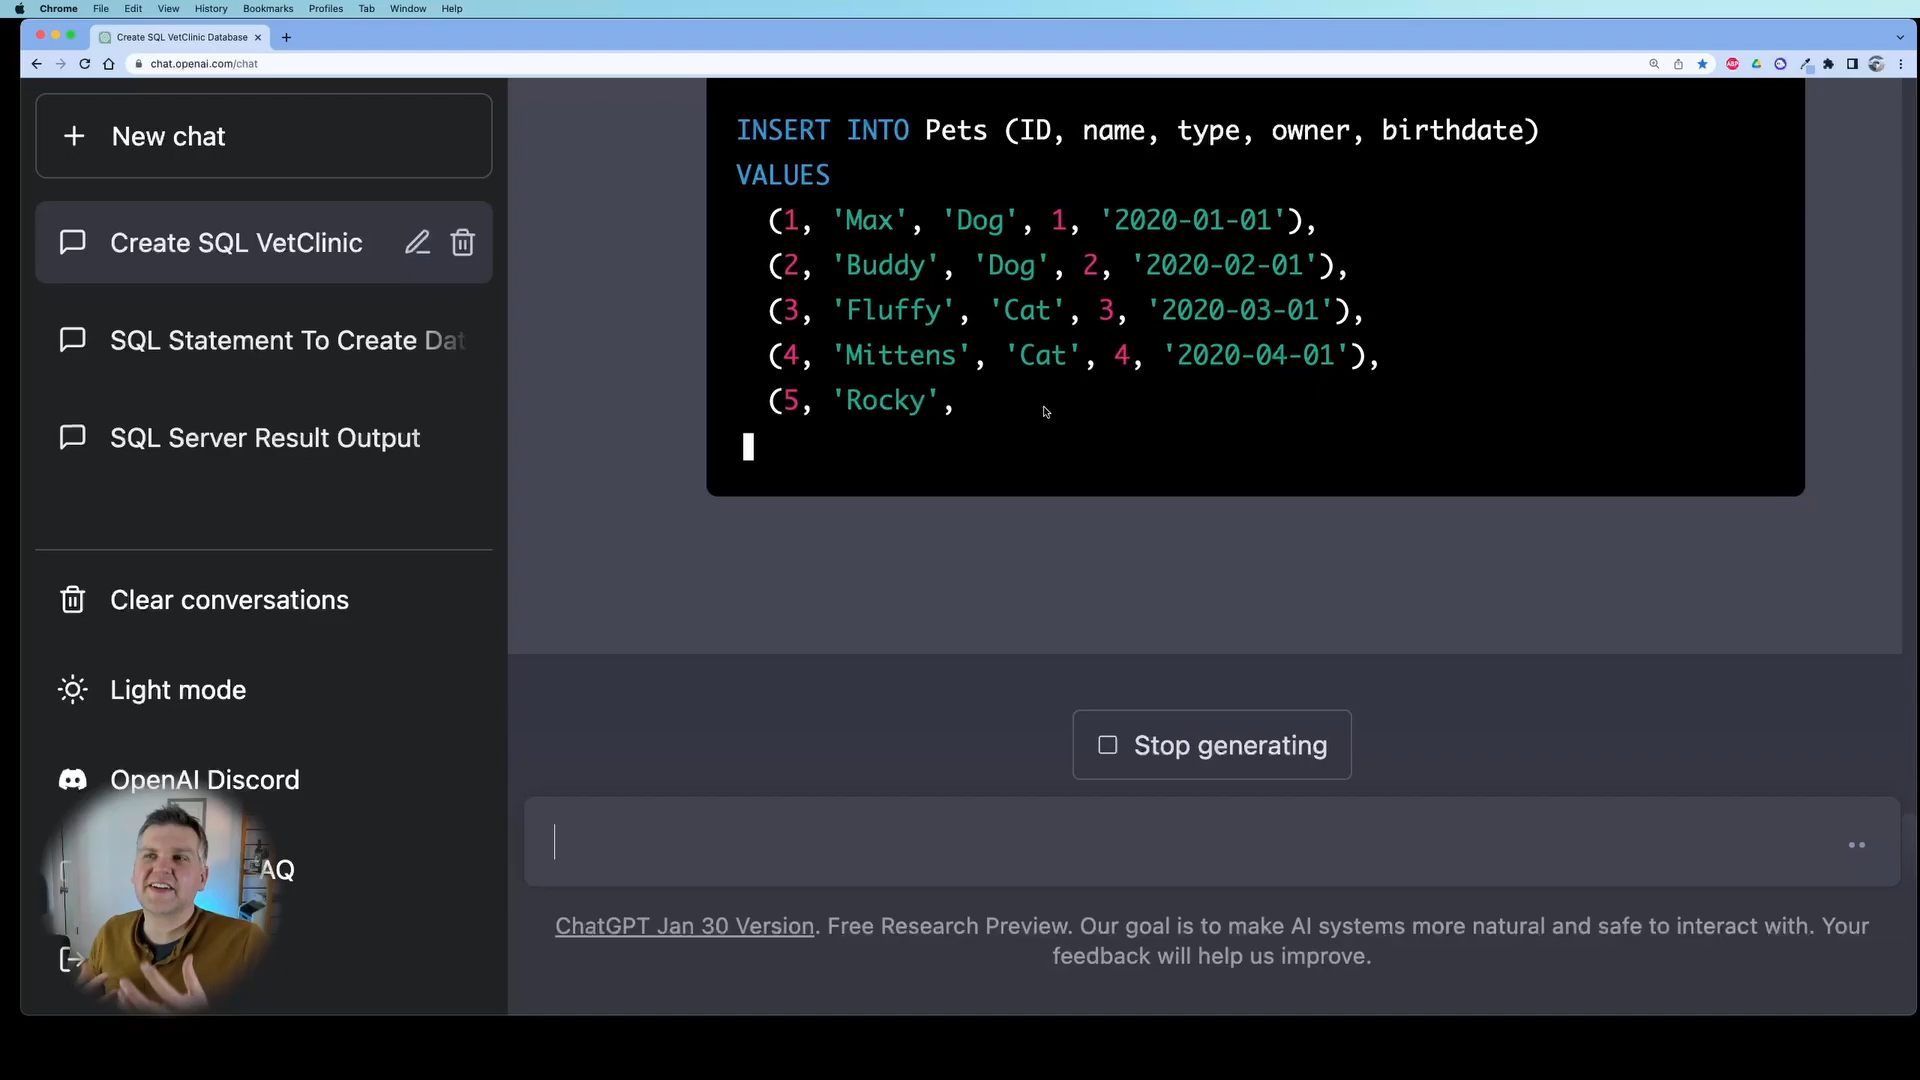 Chrome File Edit View History Bookmarks Profiles Tab Window Help
Create SQL VetClinic Database
chat.openai.com/chat
New chat
Create SQL VetClinic
SQL Statement To Create Dat
SQL Server Result Output
Clear conversations
Light mode
OpenAI Discord
AQ
INSERT INTO Pets (ID, name, type, owner, birthdate)
VALUES
(1, 'Max', 'Dog', 1, '2020-01-01'),
(2, 'Buddy', 'Dog', 2, '2020-02-01'),
(3, 'Fluffy', 'Cat', 3, '2020-03-01'),
(4, 'Mittens', 'Cat', 4, '2020-04-01'),
(5, 'Rocky',
Stop generating
ChatGPT Jan 30 Version. Free Research Preview. Our goal is to make AI systems more natural and safe to interact with. Your
feedback will help us improve.